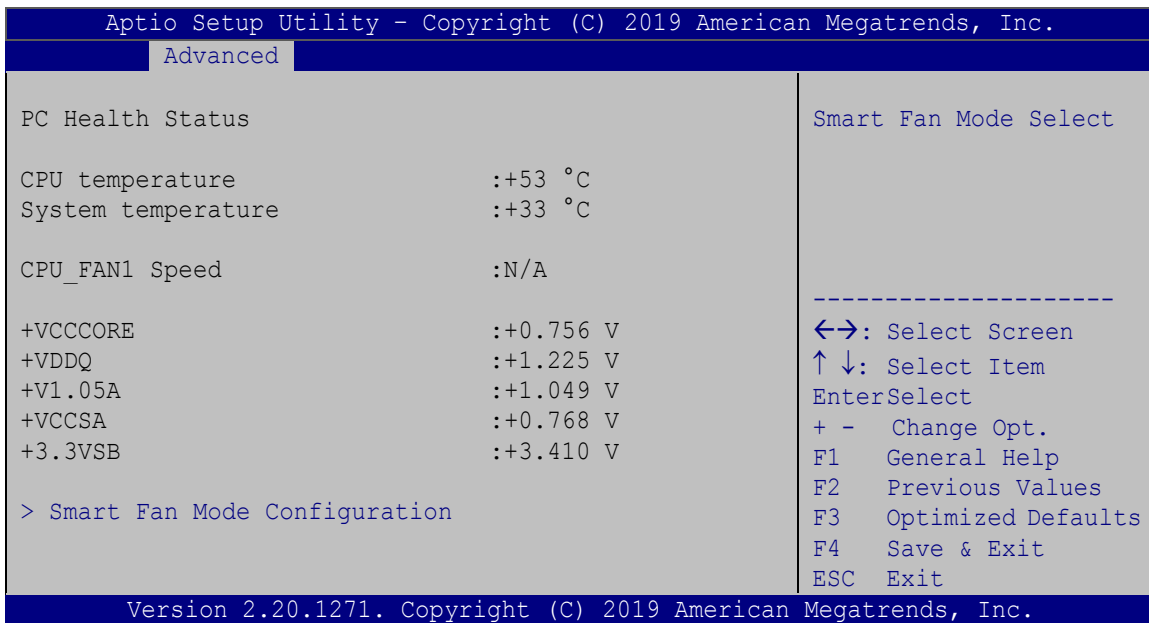 Aptio Setup Utility – Copyright (C) 2019 American Megatrends, Inc.
Advanced
PC Health Status
CPU temperature :+53 °C
System temperature :+33 °C
CPU_FAN1 Speed :N/A
+VCCCORE :+0.756 V
+VDDQ :+1.225 V
+V1.05A :+1.049 V
+VCCSA :+0.768 V
+3.3VSB :+3.410 V
> Smart Fan Mode Configuration
Smart Fan Mode Select
---------------------
←→: Select Screen
↑ ↓: Select Item
EnterSelect
+ - Change Opt.
F1 General Help
F2 Previous Values
F3 Optimized Defaults
F4 Save & Exit
ESC Exit
Version 2.20.1271. Copyright (C) 2019 American Megatrends, Inc.